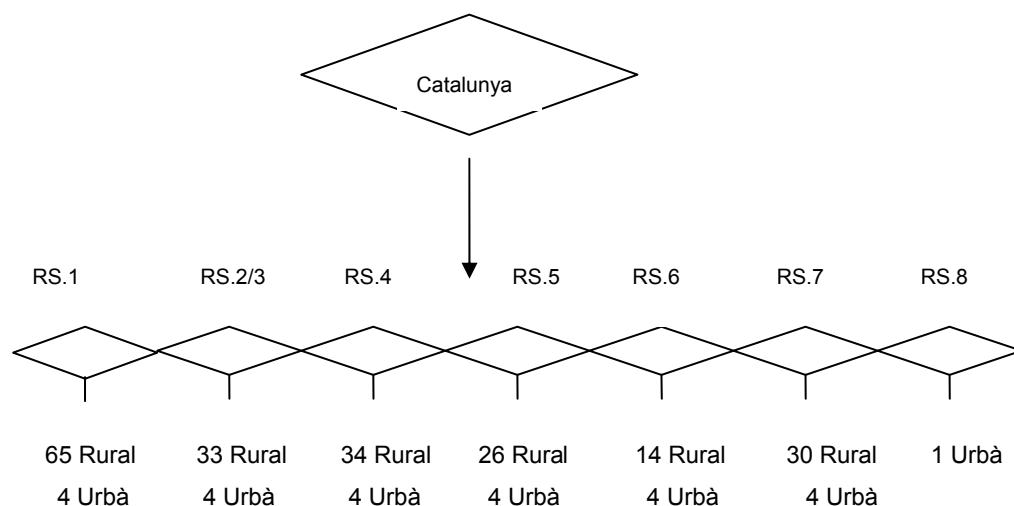 Catalunya
RS.1 RS.2/3 RS.4 RS.5 RS.6 RS.7 RS.8
65 Rural 33 Rural 34 Rural 26 Rural 14 Rural 30 Rural 1 Urbà
4 Urbà 4 Urbà 4 Urbà 4 Urbà 4 Urbà 4 Urbà